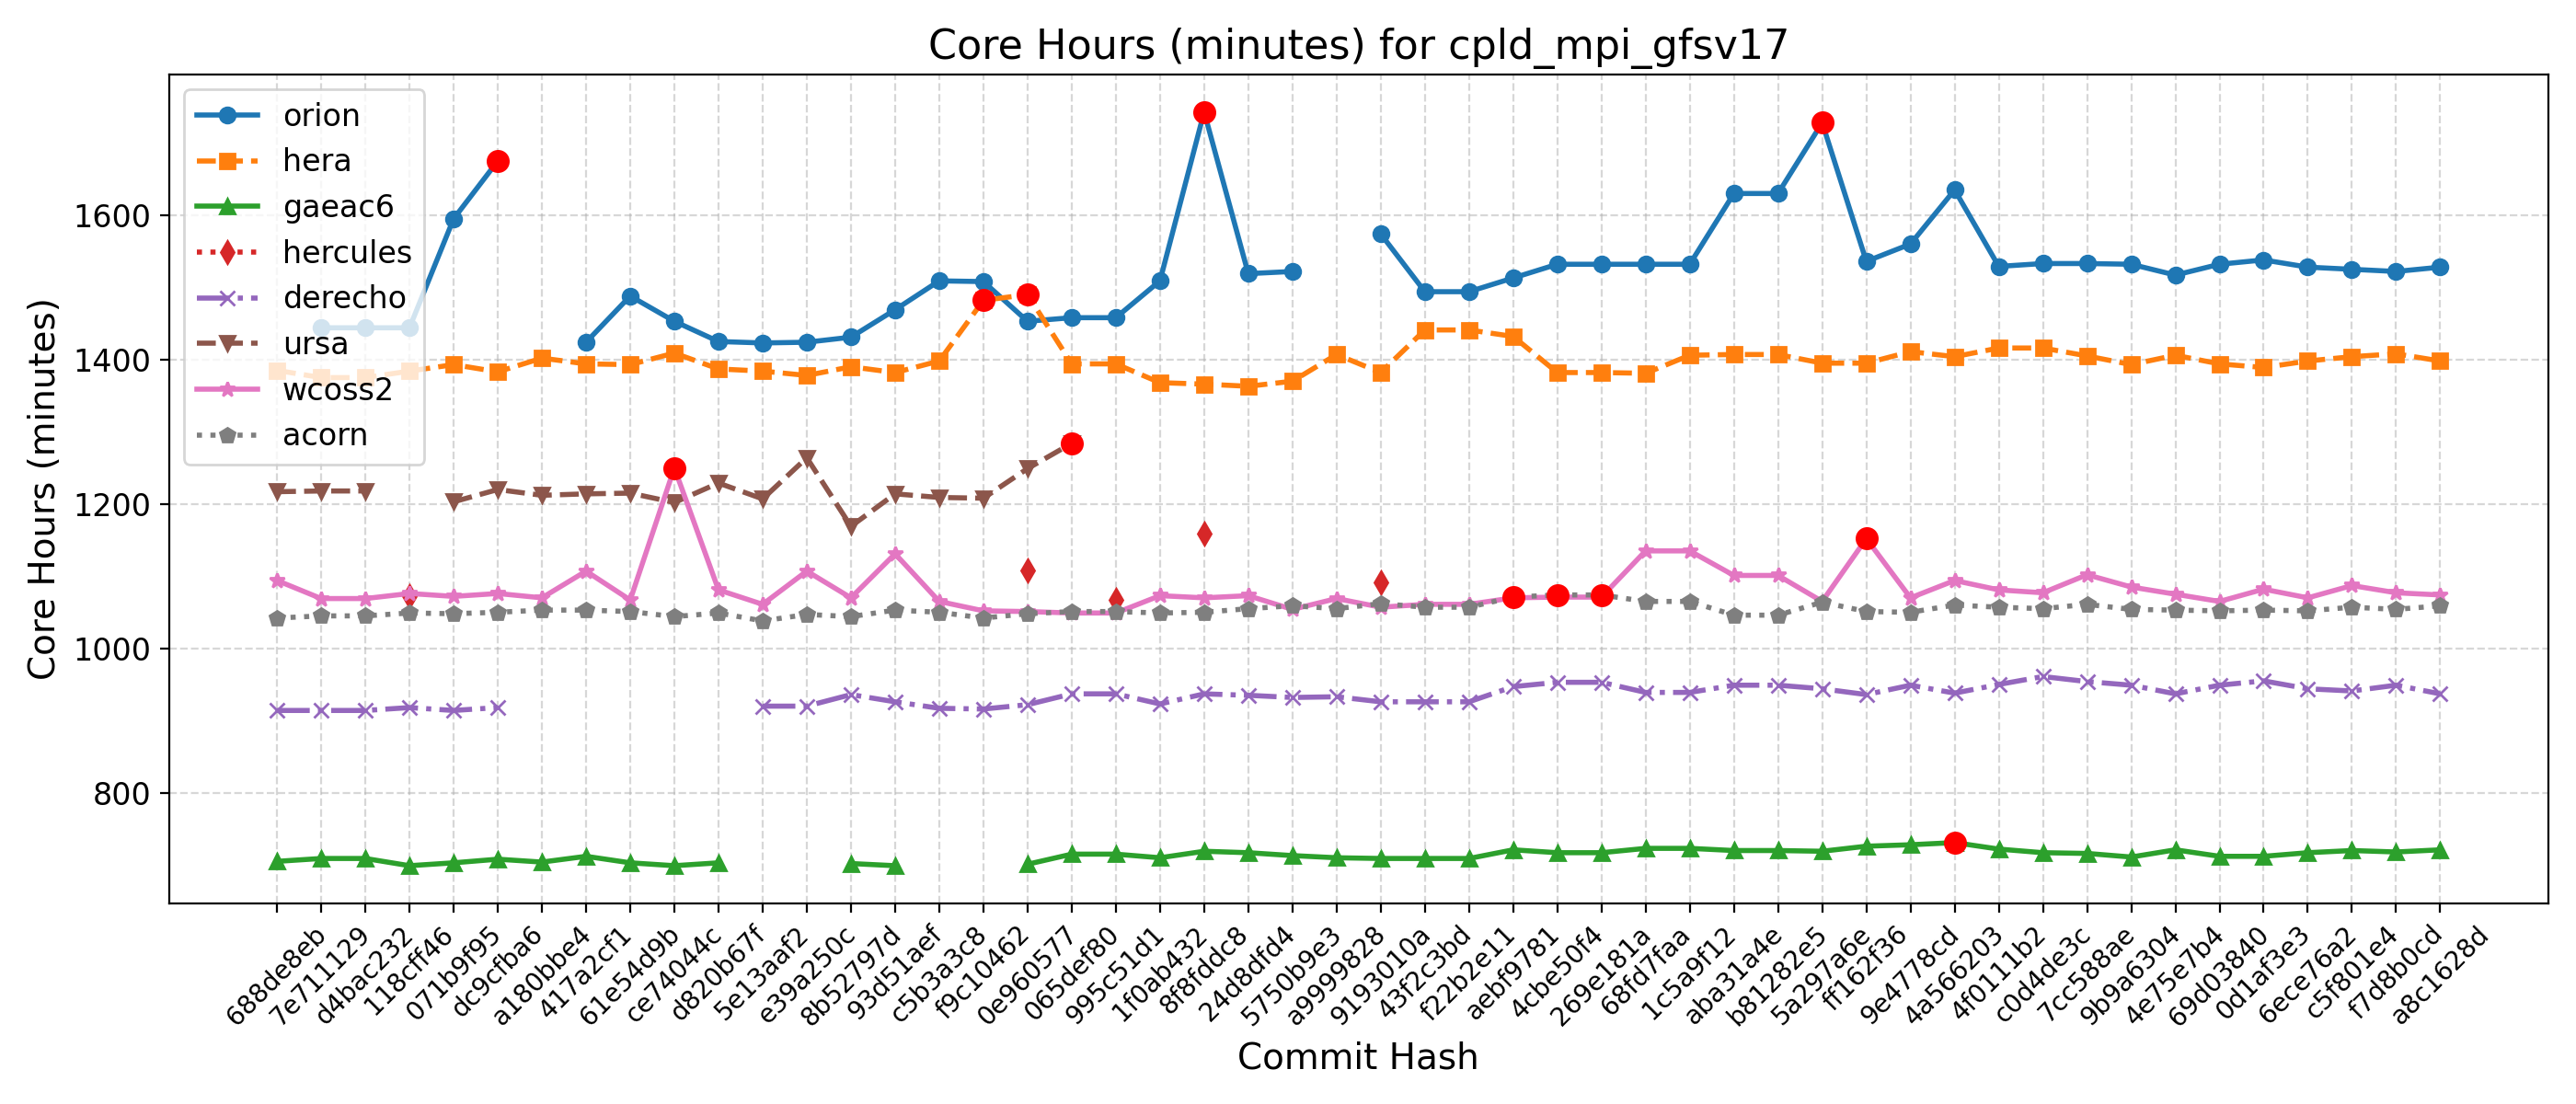 Core Hours (minutes) for cpld_mpi_gfsv17
Core Hours (minutes)
1600
1400
1200
1000
800
orion
hera
gaeac6
hercules
derecho
ursa
wcoss2
acorn
688de8eb
7e711129
d4bac232
118cff46
071b9f95
dc9cfba6
a180bbe4
417a2cf1
61e54d9b
ce74044c
d820b67f
5e13aaf2
e39a250c
8b52797d
93d51aef
c5b3a3c8
f9c10462
0e960577
065def80
995c51d1
1f0ab432
8f8fddc8
24d8dfd4
5750b9e3
a9999828
9193010a
43f2c3bd
f22b2e11
aebf9781
4cbe50f4
269e181a
68fd7faa
1c5a9f12
aba31a4e
b81282e5
5a297a6e
ff162f36
9e4778cd
4a566203
4f0111b2
c0d4de3c
7cc588ae
9b9a6304
4e75e7b4
69d03840
0d1af3e3
6ece76a2
c5f801e4
f7d8b0cd
a8c1628d
Commit Hash